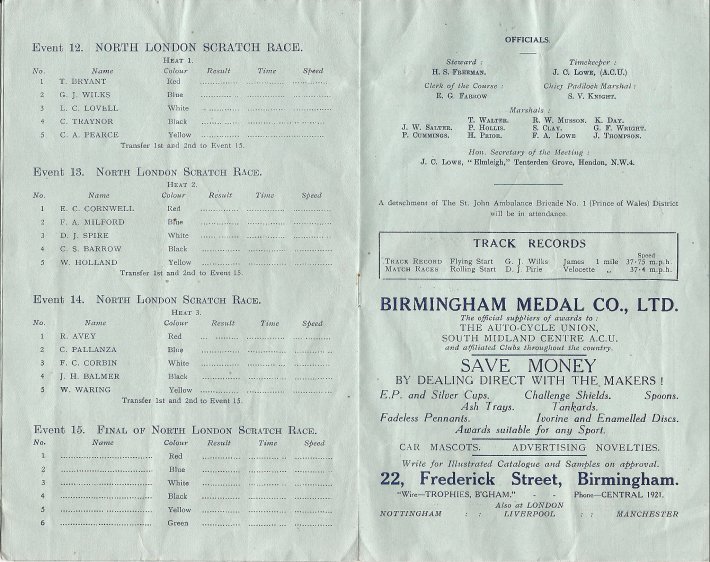 Event 12. NORTH LONDON SCRATCH RACE.
HEAT 1.
No. Name Colour Result Time Speed
1 T. BRYANT Red
2 G. J. WILKS Blue
3 L. C. LOVELL White
4 C. TRAYNOR Black
5 C. A. PEARCE Yellow
Transfer 1st and 2nd to Event 15.
Event 13. NORTH LONDON SCRATCH RACE.
HEAT 2.
No. Name Colour Result Time Speed
1 E. C. CORNWELL Red
2 F. A. MILFORD Blue
3 D. J. SPIRE White
4 C. S. BARROW Black
5 W. HOLLAND Yellow
Transfer 1st and 2nd to Event 15.
Event 14. NORTH LONDON SCRATCH RACE.
HEAT 3.
No. Name Colour Result Time Speed
1 R. AVEY Red
2 C. PALLANZA Blue
3 F. C. CORBIN White
4 J. H. BALMER Black
5 W. WARING Yellow
Transfer 1st and 2nd to Event 15.
Event 15. FINAL OF NORTH LONDON SCRATCH RACE.
No. Name Colour Result Time Speed
1 Red
2 Blue
3 White
4 Black
5 Yellow
6 Green
OFFICIALS.
Steward : Timekeeper :
H. S. FREEMAN. J. C. LOWE, (A.C.U.)
Clerk of the Course : Chief Paddock Marshal :
E. G. FABROW S. V. KNIGHT.
Marshals :
T. WALTER. R. W. MUSSON. K. DAY.
J. W. SALTER. P. HOLLIS. S. CLAY. G. F. WRIGHT.
P. CUMMINGS. H. PRIOR. F. A. LOWE J. THOMPSON.
Hon. Secretary of the Meeting :
J. C. LOWE, "Elmleigh," Tenterden Grove, Hendon, N.W.4.
A detachment of The St. John Ambulance Brigade No. 1 (Prince of Wales) District
will be in attendance.
TRACK RECORDS
Speed
TRACK RECORD Flying Start G. J. Wilks James 1 mile 37·75 m.p.h.
MATCH RACES Rolling Start D. J. Pirie Velocette ,, 37·4 m.p.h.
BIRMINGHAM MEDAL CO., LTD.
The official suppliers of awards to :
THE AUTO-CYCLE UNION,
SOUTH MIDLAND CENTRE A.C.U.
and affiliated Clubs throughout the country.
SAVE MONEY
BY DEALING DIRECT WITH THE MAKERS !
E.P. and Silver Cups. Challenge Shields. Spoons.
Ash Trays. Tankards.
Fadeless Pennants. Ivorine and Enamelled Discs.
Awards suitable for any Sport.
CAR MASCOTS. ADVERTISING NOVELTIES.
Write for Illustrated Catalogue and Samples on approval.
22, Frederick Street, Birmingham.
"Wire—TROPHIES, B'GHAM." - - Phone—CENTRAL 1921.
Also at LONDON
NOTTINGHAM : : LIVERPOOL : : MANCHESTER